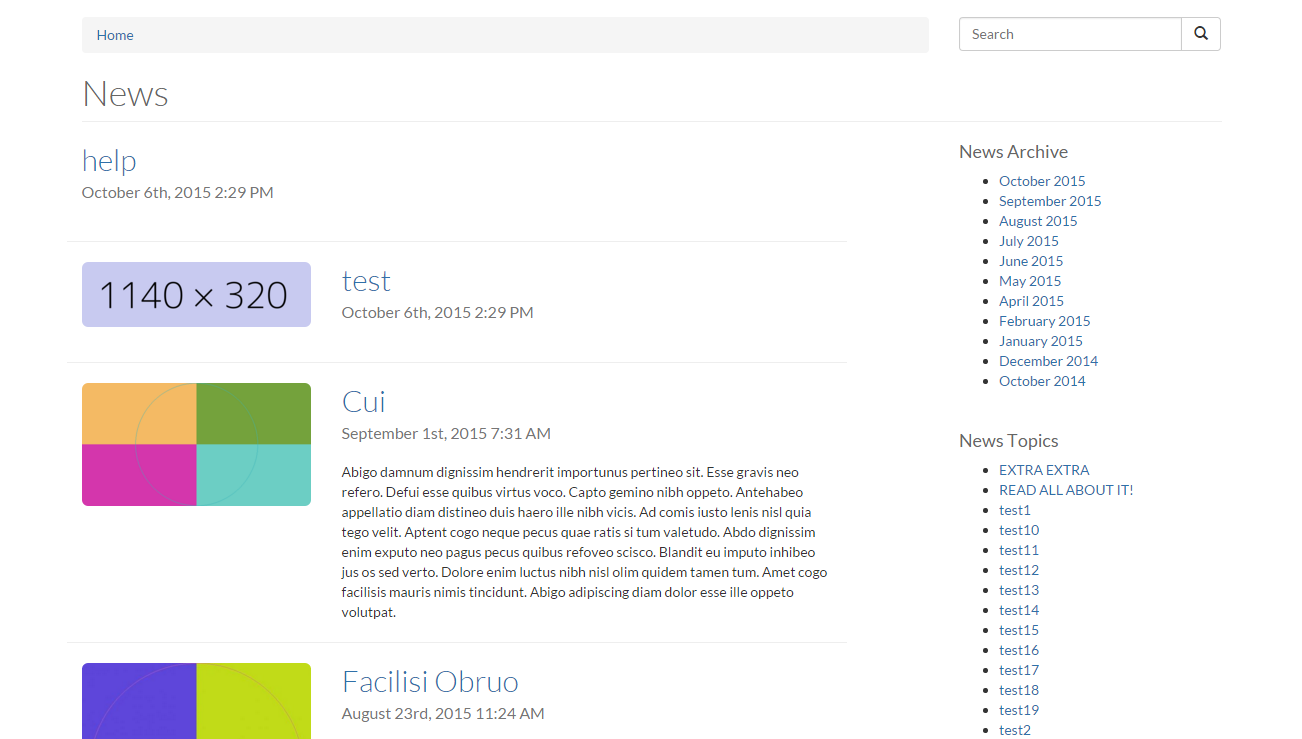 Home
Search
News
help
October 6th, 2015 2:29 PM
1140 × 320
test
October 6th, 2015 2:29 PM
Cui
September 1st, 2015 7:31 AM
Abigo damnum dignissim hendrerit importunus pertineo sit. Esse gravis neo
refero. Defui esse quibus virtus voco. Capto gemino nibh oppeto. Antehabeo
appellatio diam distineo duis haero ille nibh vicis. Ad comis iusto lenis nisl quia
tego velit. Aptent cogo neque pecus quae ratis si tum valetudo. Abdo dignissim
enim exputo neo pagus pecus quibus refoveo scisco. Blandit eu imputo inhibeo
jus os sed verto. Dolore enim luctus nibh nisl olim quidem tamen tum. Amet cogo
facilisis mauris nimis tincidunt. Abigo adipiscing diam dolor esse ille oppeto
volutpat.
Facilisi Obruo
August 23rd, 2015 11:24 AM
News Archive
October 2015
September 2015
August 2015
July 2015
June 2015
May 2015
April 2015
February 2015
January 2015
December 2014
October 2014
News Topics
EXTRA EXTRA
READ ALL ABOUT IT!
test1
test10
test11
test12
test13
test14
test15
test16
test17
test18
test19
test2